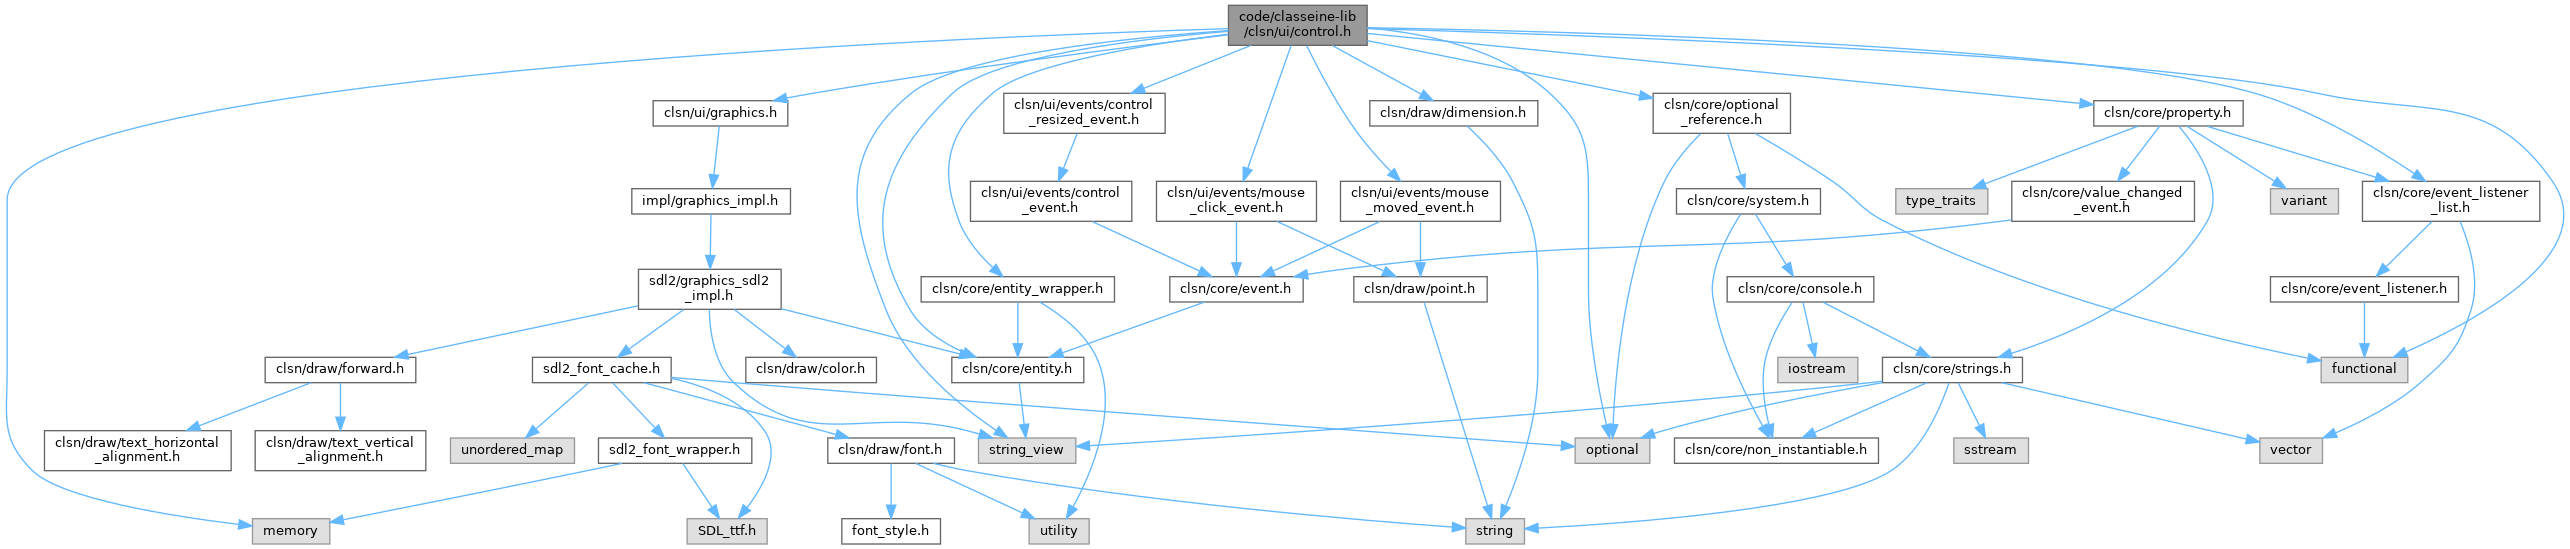 code/classeine-lib
/clsn/ui/control.h
clsn/ui/graphics.h
clsn/ui/events/control
_resized_event.h
clsn/draw/dimension.h
clsn/core/optional
_reference.h
clsn/core/property.h
impl/graphics_impl.h
clsn/ui/events/control
_event.h
clsn/ui/events/mouse
_click_event.h
clsn/ui/events/mouse
_moved_event.h
clsn/core/system.h
type_traits
clsn/core/value_changed
_event.h
variant
clsn/core/event_listener
_list.h
sdl2/graphics_sdl2
_impl.h
clsn/core/entity_wrapper.h
clsn/core/event.h
clsn/draw/point.h
clsn/core/console.h
clsn/core/event_listener.h
clsn/draw/forward.h
sdl2_font_cache.h
clsn/draw/color.h
clsn/core/entity.h
iostream
clsn/core/strings.h
functional
clsn/draw/text_horizontal
_alignment.h
clsn/draw/text_vertical
_alignment.h
unordered_map
sdl2_font_wrapper.h
clsn/draw/font.h
string_view
optional
clsn/core/non_instantiable.h
sstream
vector
memory
SDL_ttf.h
font_style.h
utility
string